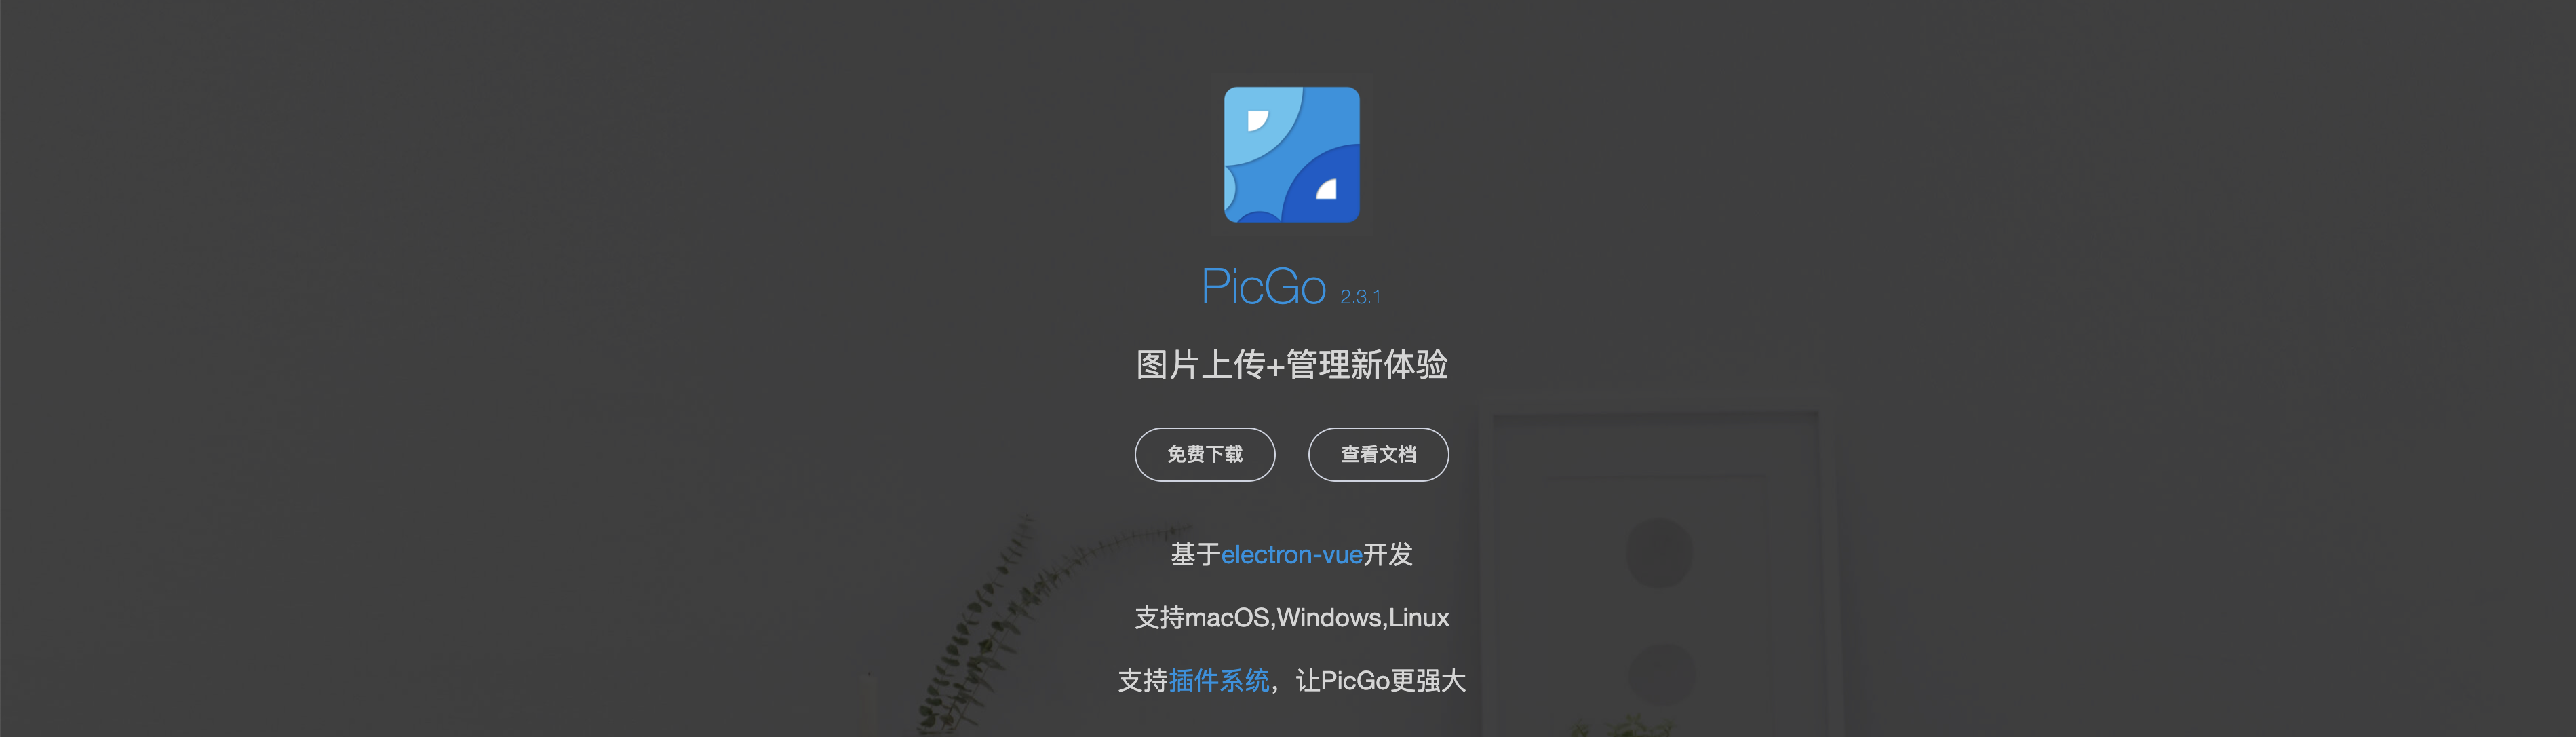 PicGo 2.3.1
图片上传+管理新体验
免费下载 查看文档
基于electron-vue开发
支持macOS,Windows,Linux
支持插件系统，让PicGo更强大